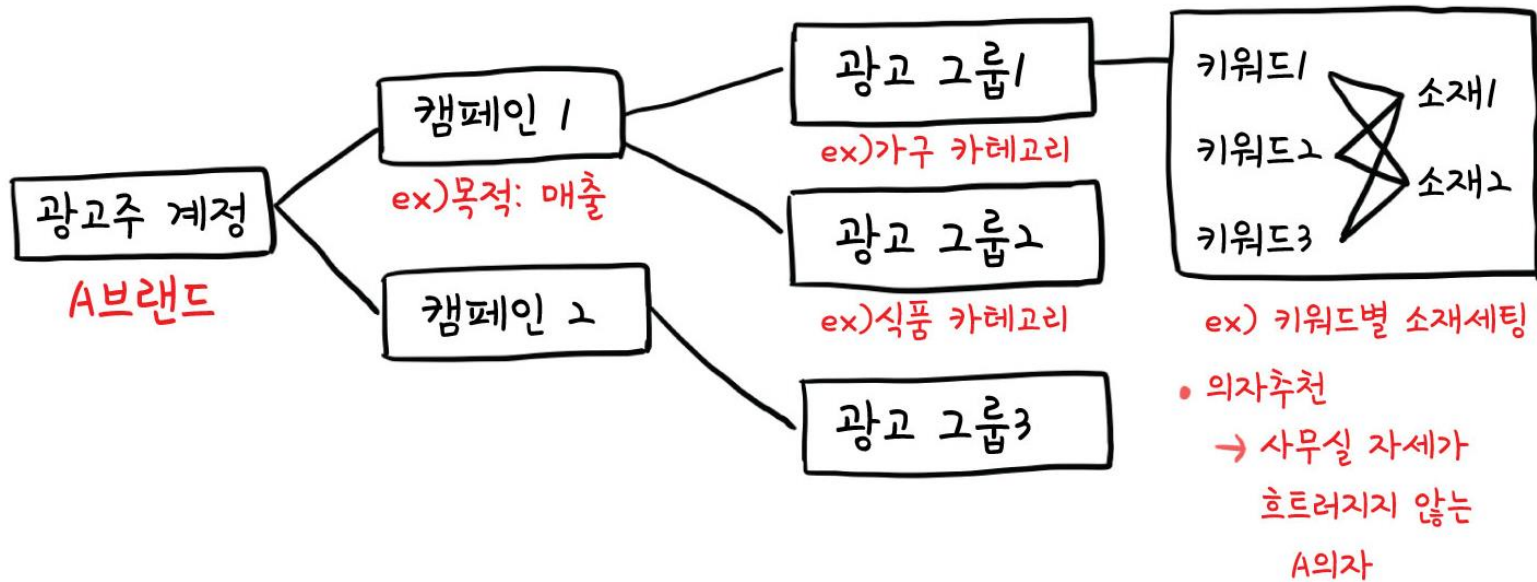 광고주 계정
A브랜드
캠페인 1
ex)목적: 매출
캠페인 2
광고 그룹1
ex)가구 카테고리
광고 그룹2
ex)식품 카테고리
광고 그룹3
키워드1
키워드2
키워드3
소재1
소재2
ex) 키워드별 소재세팅
• 의자추천
→ 사무실 자세가
흐트러지지 않는
A의자